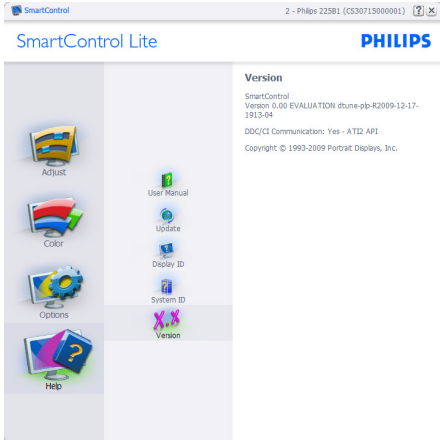 SmartControl
2 - Philips 225B1 (CS30715000001)
? X
SmartControl Lite
PHILIPS
Adjust
Color
Options
Help
User Manual
Update
Display ID
System ID
X.X
Version
Version
SmartControl
Version 0.00 EVALUATION dtune-plp-R2009-12-17-
1913-04
DDC/CI Communication: Yes - ATI2 API
Copyright © 1993-2009 Portrait Displays, Inc.